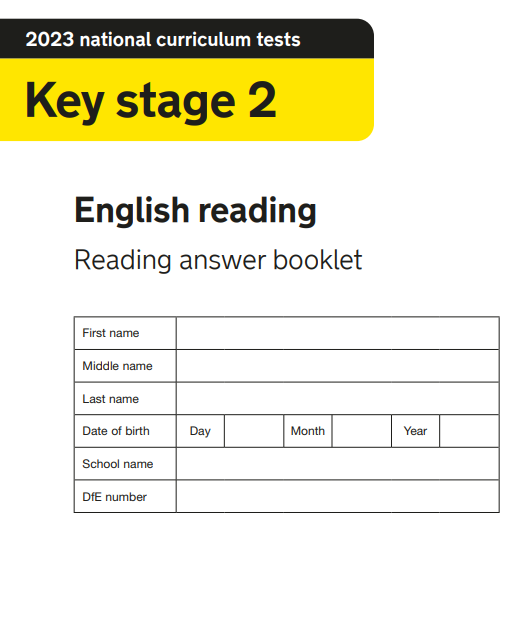 2023 national curriculum tests
Key stage 2
English reading
Reading answer booklet
First name
Middle name
Last name
Date of birth Day Month Year
School name
DfE number